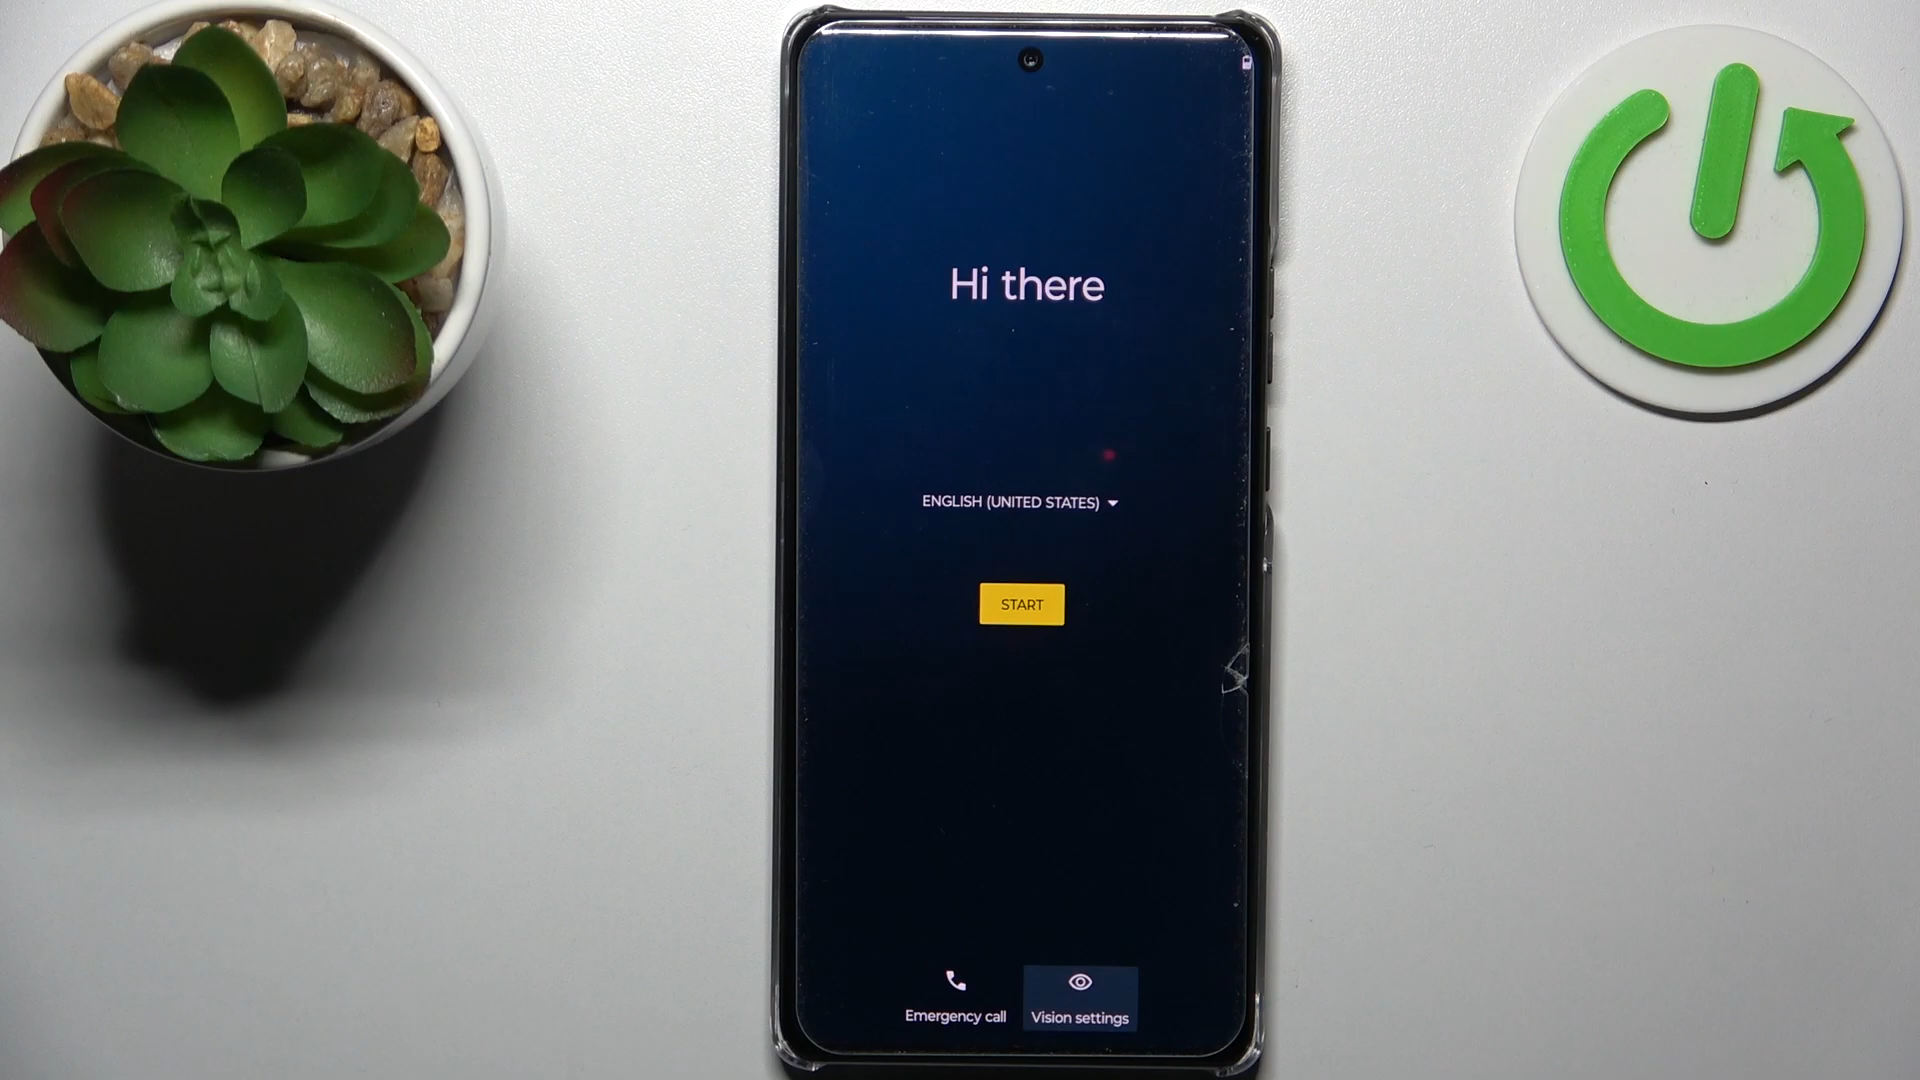 Hi there
ENGLISH (UNITED STATES)
START
Emergency call
Vision settings